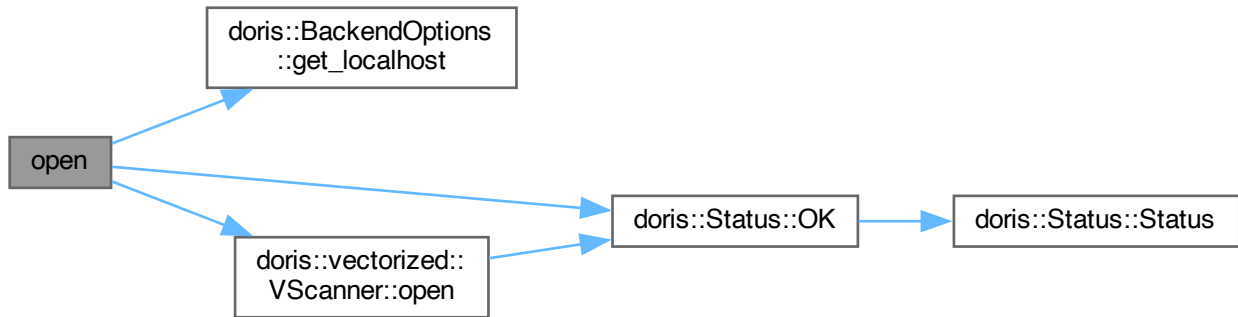 doris::BackendOptions
::get_localhost
open
doris::Status::OK
doris::Status::Status
doris::vectorized::
VScanner::open